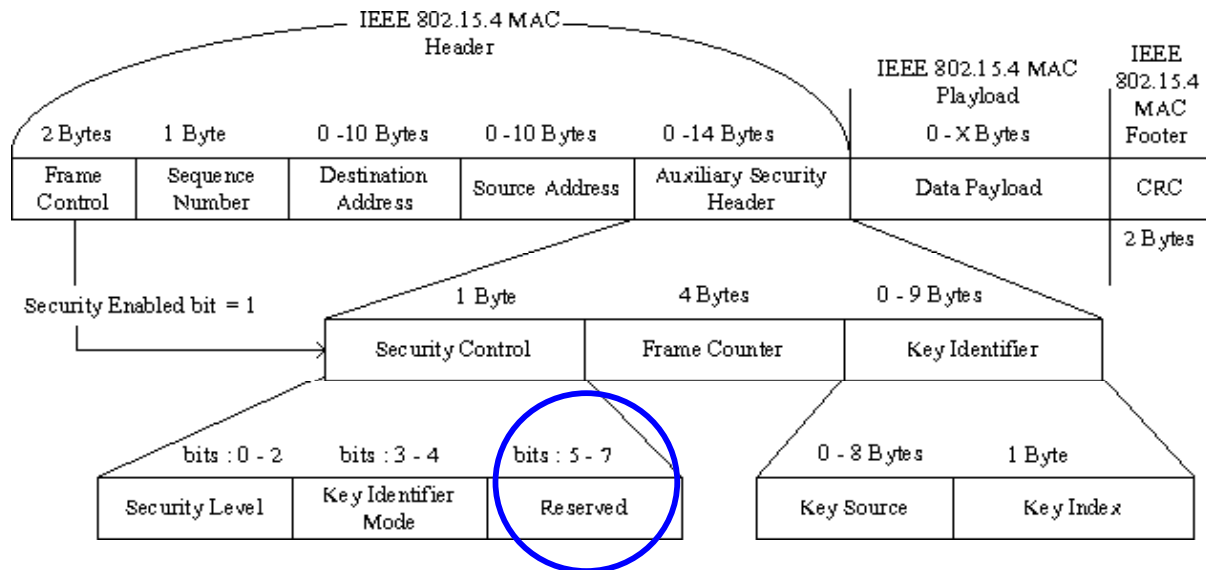 IEEE 802.15.4 MAC
Header
IEEE 802.15.4 MAC
Playload
IEEE
802.15.4
MAC
Footer
2 Bytes
1 Byte
0 -10 Bytes
0 -10 Bytes
0 -14 Bytes
0 - X Bytes
Frame
Control
Sequence
Number
Destination
Address
Source Address
Auxiliary Security
Header
Data Payload
CRC
2 Bytes
Security Enabled bit = 1
1 Byte
4 Bytes
0 - 9 Bytes
Security Control
Frame Counter
Key Identifier
bits : 0 - 2
bits : 3 - 4
bits : 5 - 7
0 - 8 Bytes
1 Byte
Security Level
Key Identifier
Mode
Reserved
Key Source
Key Index